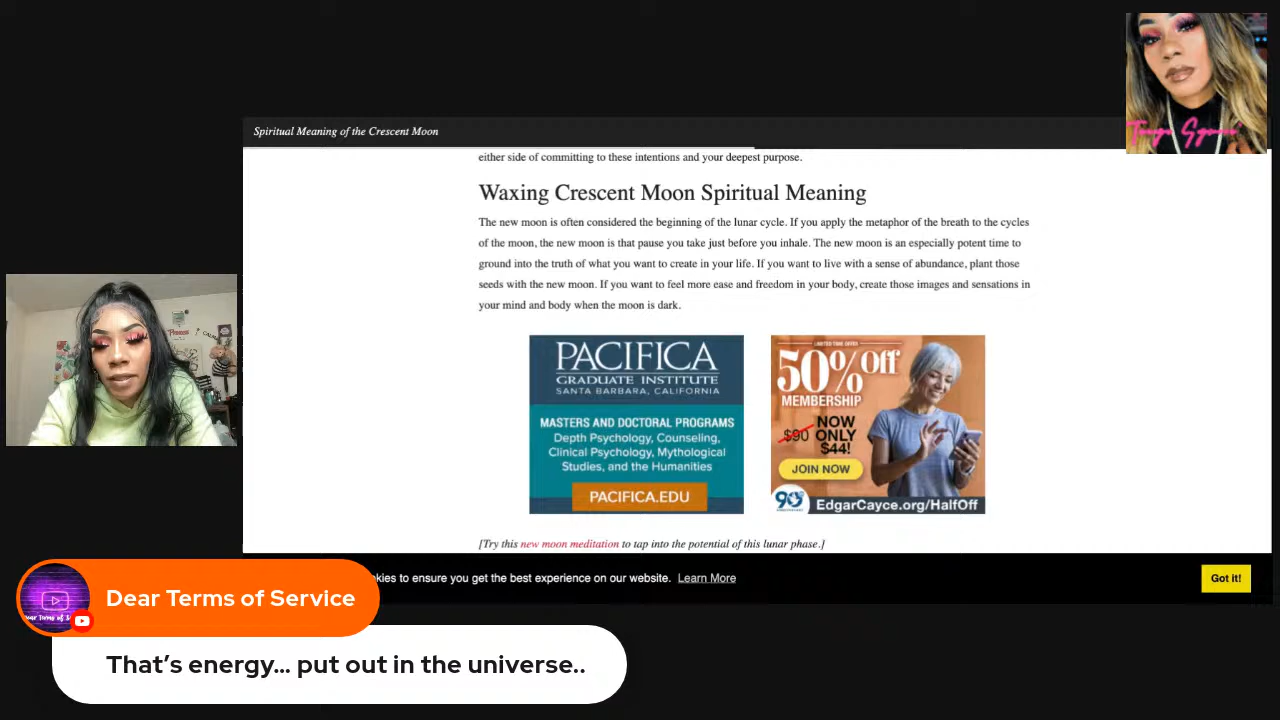 Spiritual Meaning of the Crescent Moon
either side of committing to these intentions and your deepest purpose.
Waxing Crescent Moon Spiritual Meaning
The new moon is often considered the beginning of the lunar cycle. If you apply the metaphor of the breath to the cycles
of the moon, the new moon is that pause you take just before you inhale. The new moon is an especially potent time to
ground into the truth of what you want to create in your life. If you want to live with a sense of abundance, plant those
seeds with the new moon. If you want to feel more ease and freedom in your body, create those images and sensations in
your mind and body when the moon is dark.
PACIFICA
GRADUATE INSTITUTE
SANTA BARBARA, CALIFORNIA
MASTERS AND DOCTORAL PROGRAMS
Depth Psychology, Counseling,
Clinical Psychology, Mythological
Studies, and the Humanities
PACIFICA.EDU
LIMITED TIME OFFER
50% Off
MEMBERSHIP
$90 NOW
ONLY
$44!
JOIN NOW
90
EdgarCayce.org/HalfOff
[Try this new moon meditation to tap into the potential of this lunar phase.]
to ensure you get the best experience on our website. Learn More
Got it!
Dear Terms of Service
That’s energy... put out in the universe..